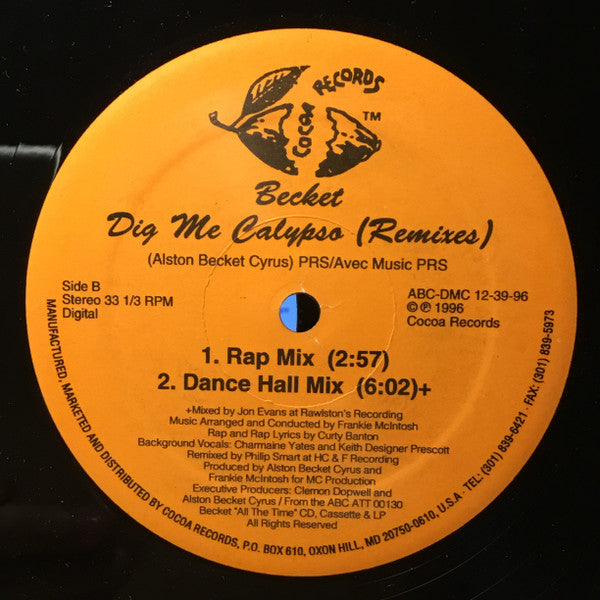 COCOA RECORDS
TM
Becket
Dig Me Calypso (Remixes)
(Alston Becket Cyrus) PRS/Avec Music PRS
Side B
Stereo 33 1/3 RPM
Digital
ABC-DMC 12-39-96
© ℗ 1996
Cocoa Records
1. Rap Mix (2:57)
2. Dance Hall Mix (6:02)+
+Mixed by Jon Evans at Rawlston's Recording
Music Arranged and Conducted by Frankie McIntosh
Rap and Rap Lyrics by Curty Banton
Background Vocals: Charmaine Yates and Keith Designer Prescott
Remixed by Philip Smart at HC & F Recording
Produced by Alston Becket Cyrus and
Frankie McIntosh for MC Production
Executive Producers: Clemon Dopwell and
Alston Becket Cyrus / From the ABC ATT 00130
Becket "All The Time" CD, Cassette & LP
All Rights Reserved
MANUFACTURED, MARKETED AND DISTRIBUTED BY COCOA RECORDS, P.O. BOX 610, OXON HILL, MD 20750-0610, U.S.A · TEL: (301) 839-6421 · FAX: (301) 839-5973